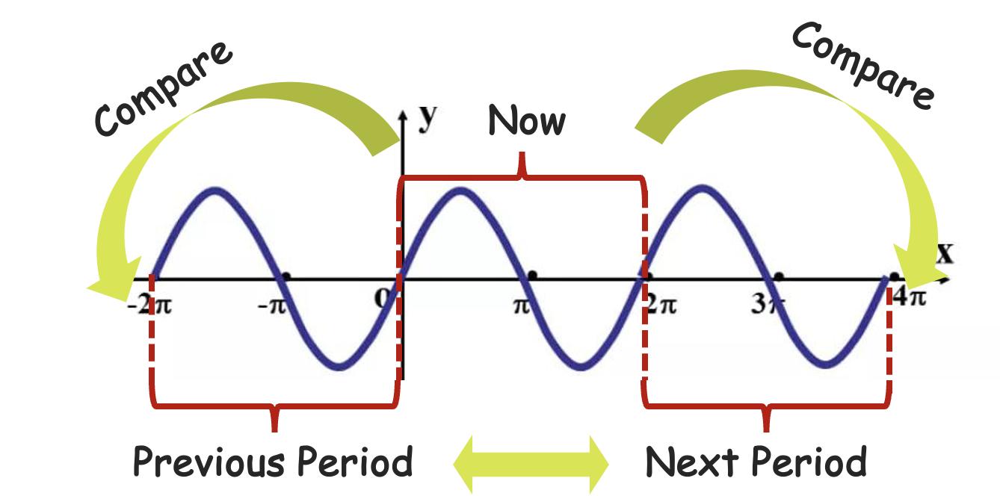 Compare
Compare
Now
y
x
-2π
-π
0
π
2π
3π
4π
Previous Period
Next Period